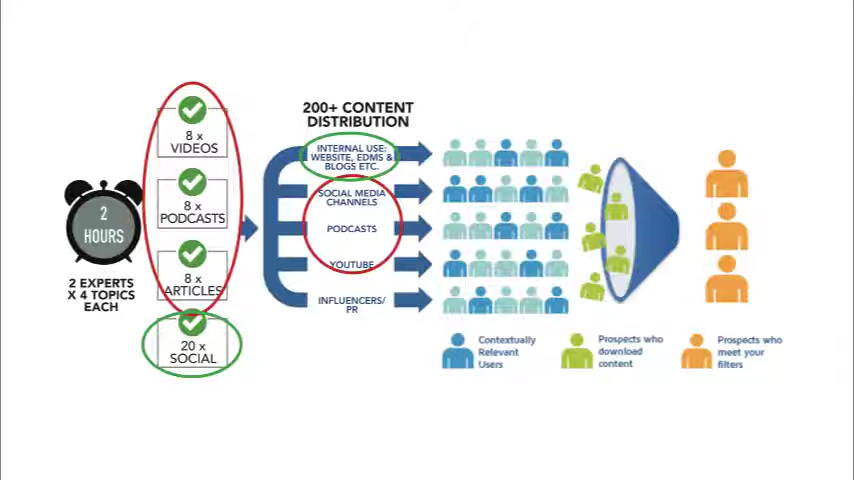 2
HOURS
2 EXPERTS
X 4 TOPICS
EACH
8 x
VIDEOS
8 x
PODCASTS
8 x
ARTICLES
20 x
SOCIAL
200+ CONTENT
DISTRIBUTION
INTERNAL USE:
WEBSITE, EDMS &
BLOGS ETC.
SOCIAL MEDIA
CHANNELS
PODCASTS
YOUTUBE
INFLUENCERS/
PR
Contextually
Relevant
Users
Prospects who
download
content
Prospects who
meet your
filters